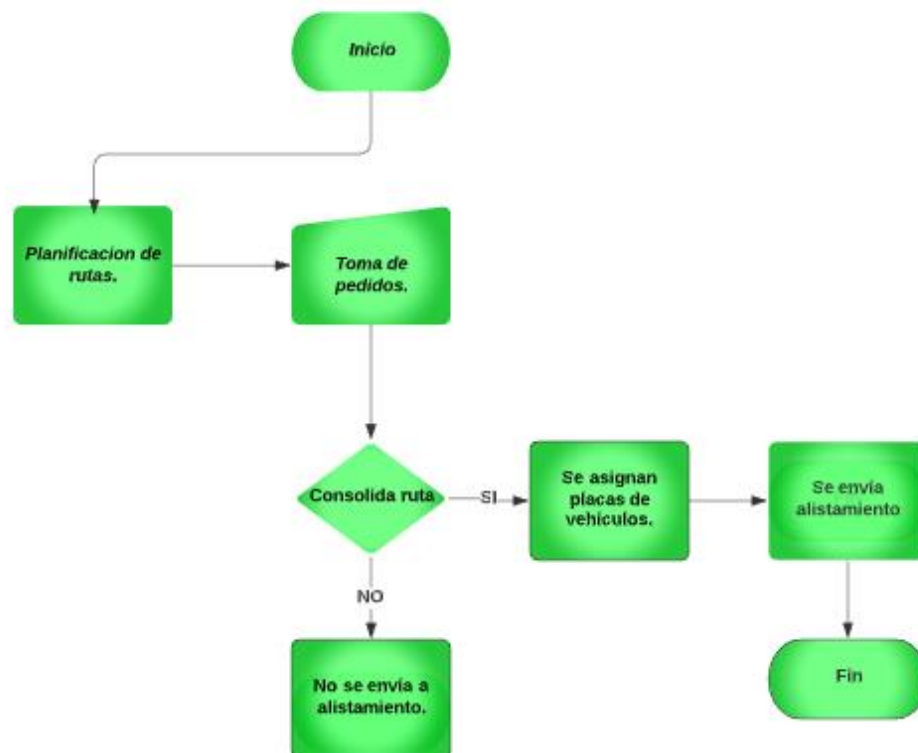 Inicio
Planificacion de
rutas.
Toma de
pedidos.
Consolida ruta
SI
Se asignan
placas de
vehículos.
Se envía
alistamiento
NO
No se envía a
alistamiento.
Fin